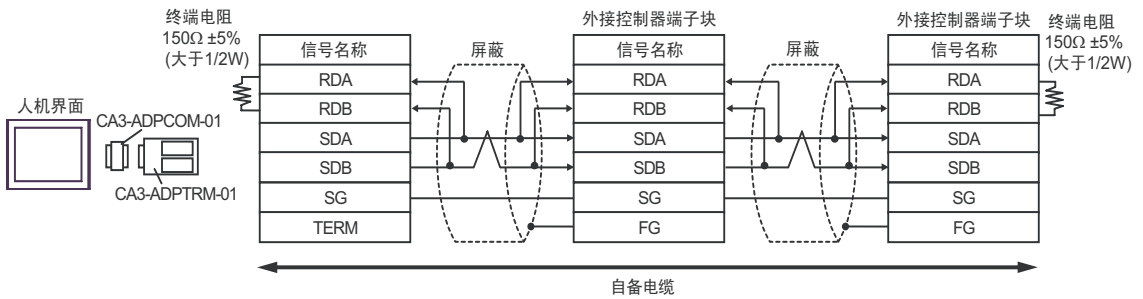 终端电阻
150Ω ±5%
(大于1/2W)
外接控制器端子块
外接控制器端子块
终端电阻
150Ω ±5%
(大于1/2W)
信号名称
屏蔽
信号名称
屏蔽
信号名称
RDA
RDA
RDA
RDB
RDB
RDB
人机界面
CA3-ADPCOM-01
SDA
SDA
SDA
SDB
SDB
SDB
CA3-ADPTRM-01
SG
SG
SG
TERM
FG
FG
自备电缆